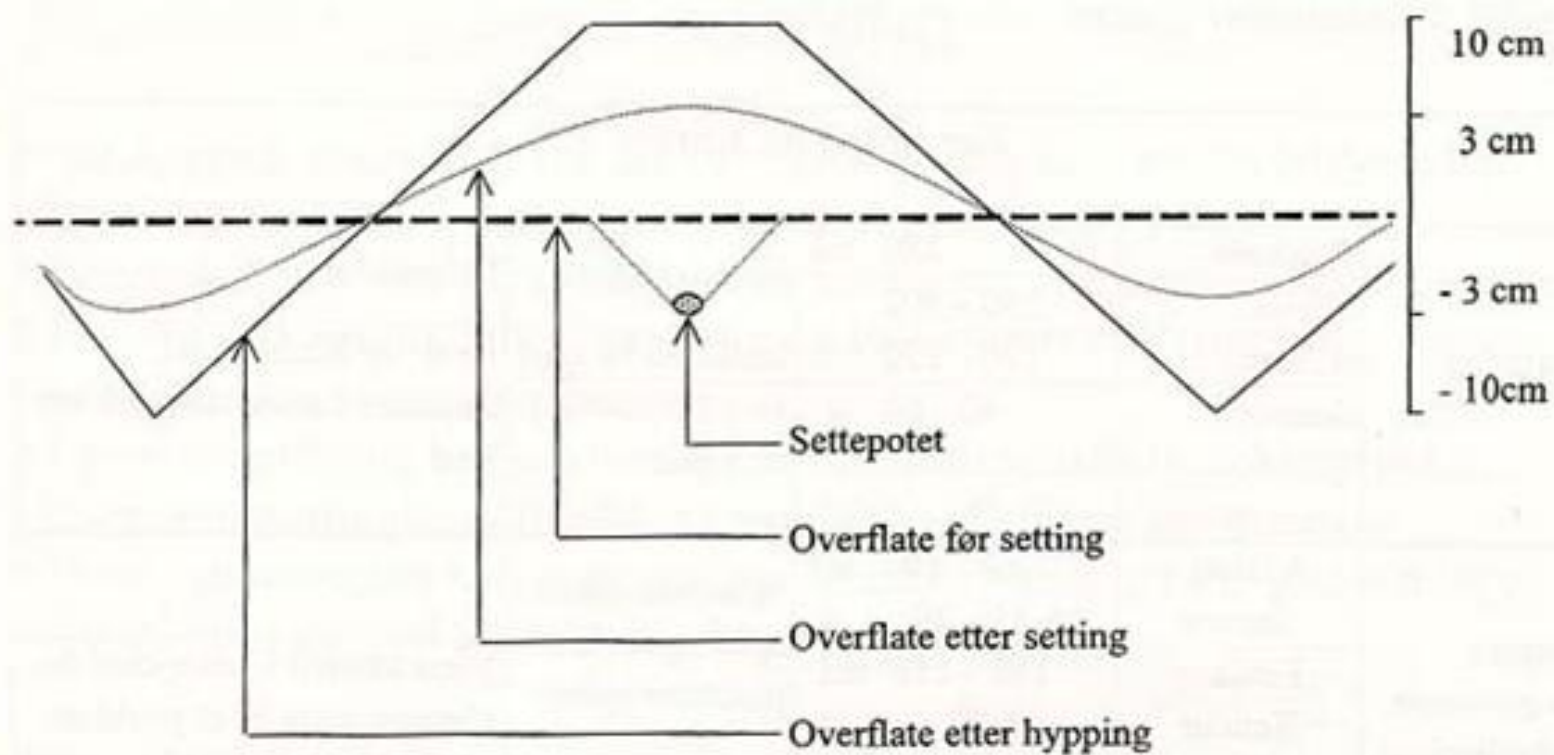 10 cm
3 cm
- 3 cm
- 10cm
Settepotet
Overflate før setting
Overflate etter setting
Overflate etter hypping